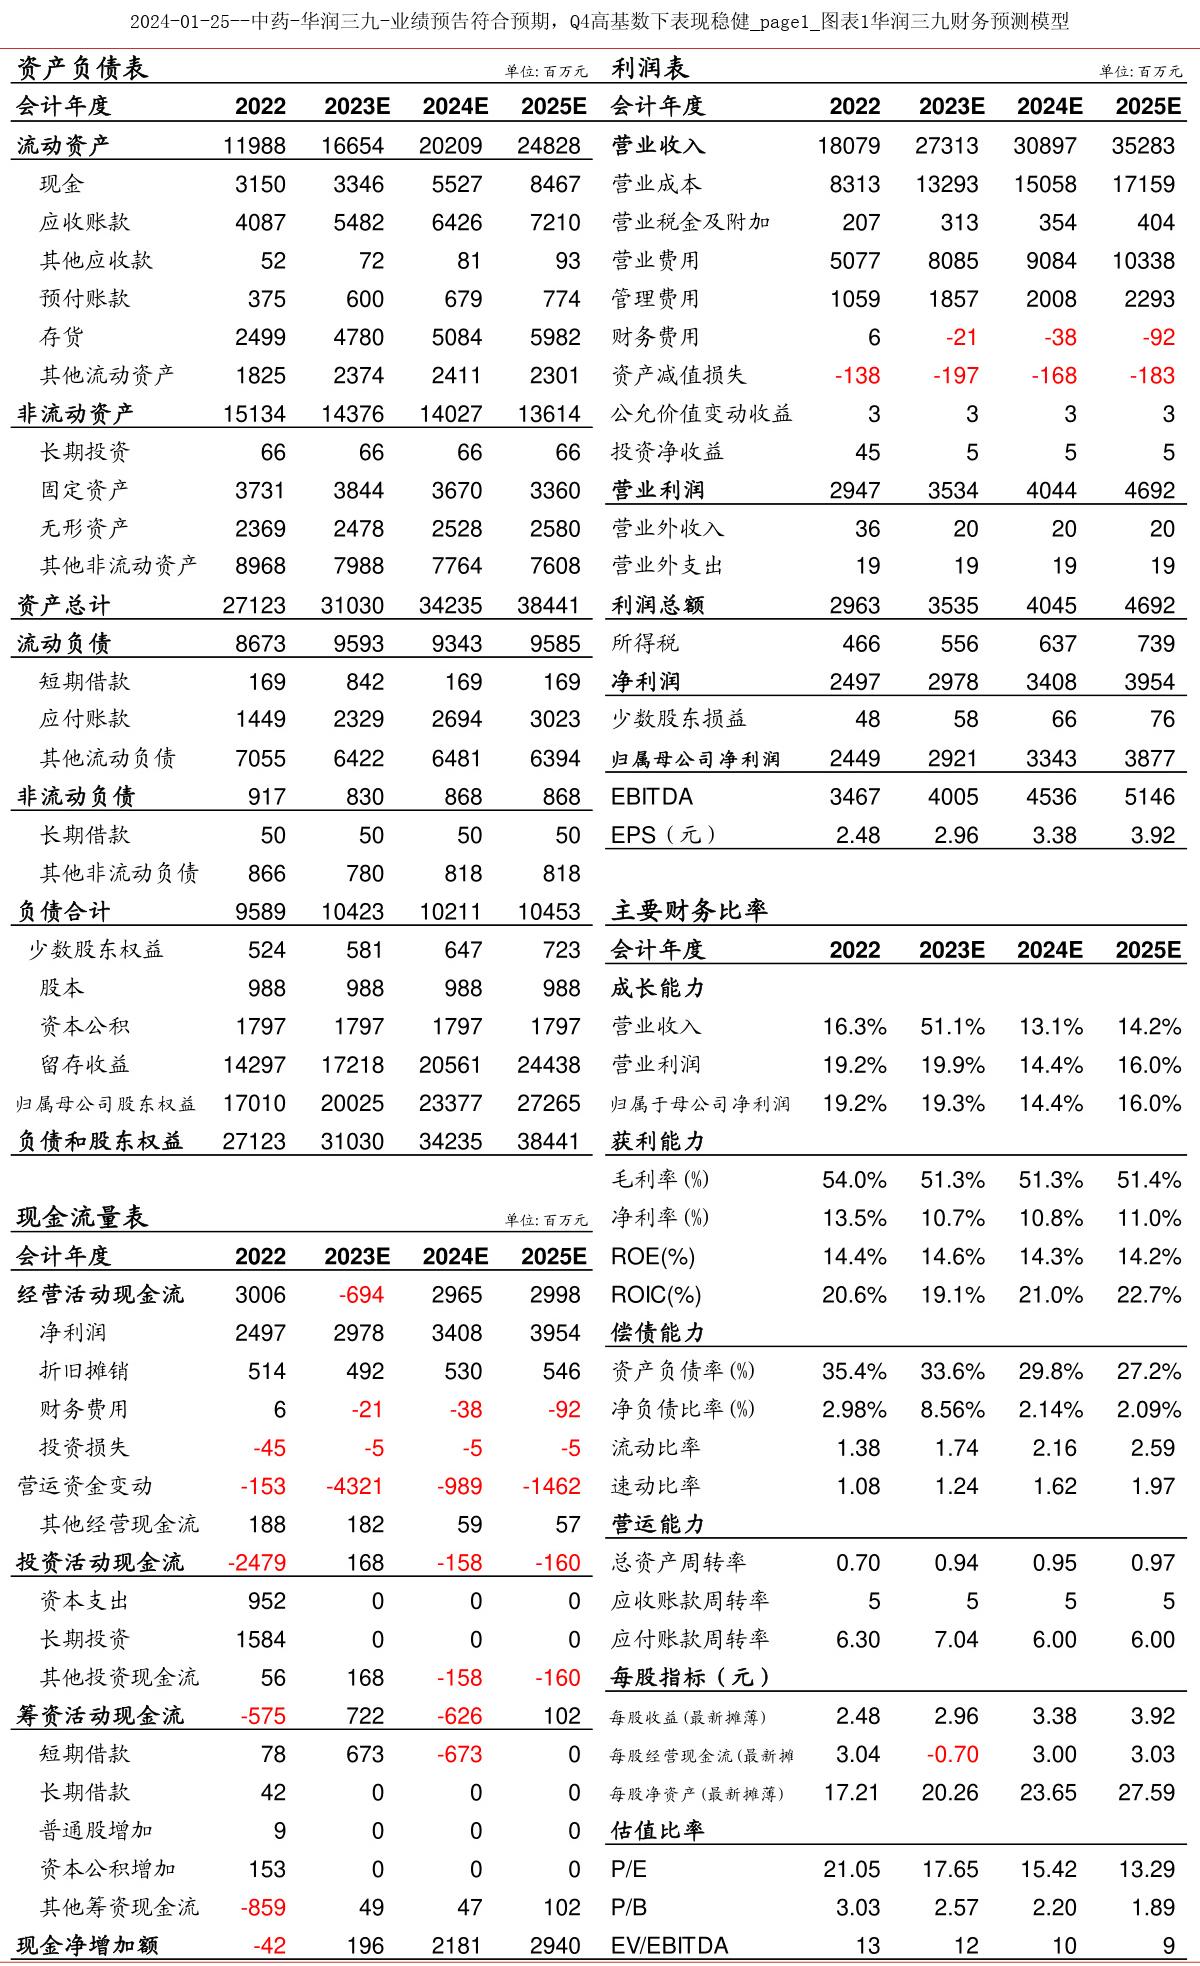 2024-01-25--中药-华润三九-业绩预告符合预期，Q4高基数下表现稳健_page1_图表1华润三九财务预测模型
资产负债表 单位:百万元
会计年度 2022 2023E 2024E 2025E
流动资产 11988 16654 20209 24828
现金 3150 3346 5527 8467
应收账款 4087 5482 6426 7210
其他应收款 52 72 81 93
预付账款 375 600 679 774
存货 2499 4780 5084 5982
其他流动资产 1825 2374 2411 2301
非流动资产 15134 14376 14027 13614
长期投资 66 66 66 66
固定资产 3731 3844 3670 3360
无形资产 2369 2478 2528 2580
其他非流动资产 8968 7988 7764 7608
资产总计 27123 31030 34235 38441
流动负债 8673 9593 9343 9585
短期借款 169 842 169 169
应付账款 1449 2329 2694 3023
其他流动负债 7055 6422 6481 6394
非流动负债 917 830 868 868
长期借款 50 50 50 50
其他非流动负债 866 780 818 818
负债合计 9589 10423 10211 10453
少数股东权益 524 581 647 723
股本 988 988 988 988
资本公积 1797 1797 1797 1797
留存收益 14297 17218 20561 24438
归属母公司股东权益 17010 20025 23377 27265
负债和股东权益 27123 31030 34235 38441
现金流量表 单位:百万元
会计年度 2022 2023E 2024E 2025E
经营活动现金流 3006 -694 2965 2998
净利润 2497 2978 3408 3954
折旧摊销 514 492 530 546
财务费用 6 -21 -38 -92
投资损失 -45 -5 -5 -5
营运资金变动 -153 -4321 -989 -1462
其他经营现金流 188 182 59 57
投资活动现金流 -2479 168 -158 -160
资本支出 952 0 0 0
长期投资 1584 0 0 0
其他投资现金流 56 168 -158 -160
筹资活动现金流 -575 722 -626 102
短期借款 78 673 -673 0
长期借款 42 0 0 0
普通股增加 9 0 0 0
资本公积增加 153 0 0 0
其他筹资现金流 -859 49 47 102
现金净增加额 -42 196 2181 2940
利润表 单位:百万元
会计年度 2022 2023E 2024E 2025E
营业收入 18079 27313 30897 35283
营业成本 8313 13293 15058 17159
营业税金及附加 207 313 354 404
营业费用 5077 8085 9084 10338
管理费用 1059 1857 2008 2293
财务费用 6 -21 -38 -92
资产减值损失 -138 -197 -168 -183
公允价值变动收益 3 3 3 3
投资净收益 45 5 5 5
营业利润 2947 3534 4044 4692
营业外收入 36 20 20 20
营业外支出 19 19 19 19
利润总额 2963 3535 4045 4692
所得税 466 556 637 739
净利润 2497 2978 3408 3954
少数股东损益 48 58 66 76
归属母公司净利润 2449 2921 3343 3877
EBITDA 3467 4005 4536 5146
EPS（元） 2.48 2.96 3.38 3.92
主要财务比率
会计年度 2022 2023E 2024E 2025E
成长能力
营业收入 16.3% 51.1% 13.1% 14.2%
营业利润 19.2% 19.9% 14.4% 16.0%
归属于母公司净利润 19.2% 19.3% 14.4% 16.0%
获利能力
毛利率(%) 54.0% 51.3% 51.3% 51.4%
净利率(%) 13.5% 10.7% 10.8% 11.0%
ROE(%) 14.4% 14.6% 14.3% 14.2%
ROIC(%) 20.6% 19.1% 21.0% 22.7%
偿债能力
资产负债率(%) 35.4% 33.6% 29.8% 27.2%
净负债比率(%) 2.98% 8.56% 2.14% 2.09%
流动比率 1.38 1.74 2.16 2.59
速动比率 1.08 1.24 1.62 1.97
营运能力
总资产周转率 0.70 0.94 0.95 0.97
应收账款周转率 5 5 5 5
应付账款周转率 6.30 7.04 6.00 6.00
每股指标（元）
每股收益(最新摊薄) 2.48 2.96 3.38 3.92
每股经营现金流(最新摊 3.04 -0.70 3.00 3.03
每股净资产(最新摊薄) 17.21 20.26 23.65 27.59
估值比率
P/E 21.05 17.65 15.42 13.29
P/B 3.03 2.57 2.20 1.89
EV/EBITDA 13 12 10 9